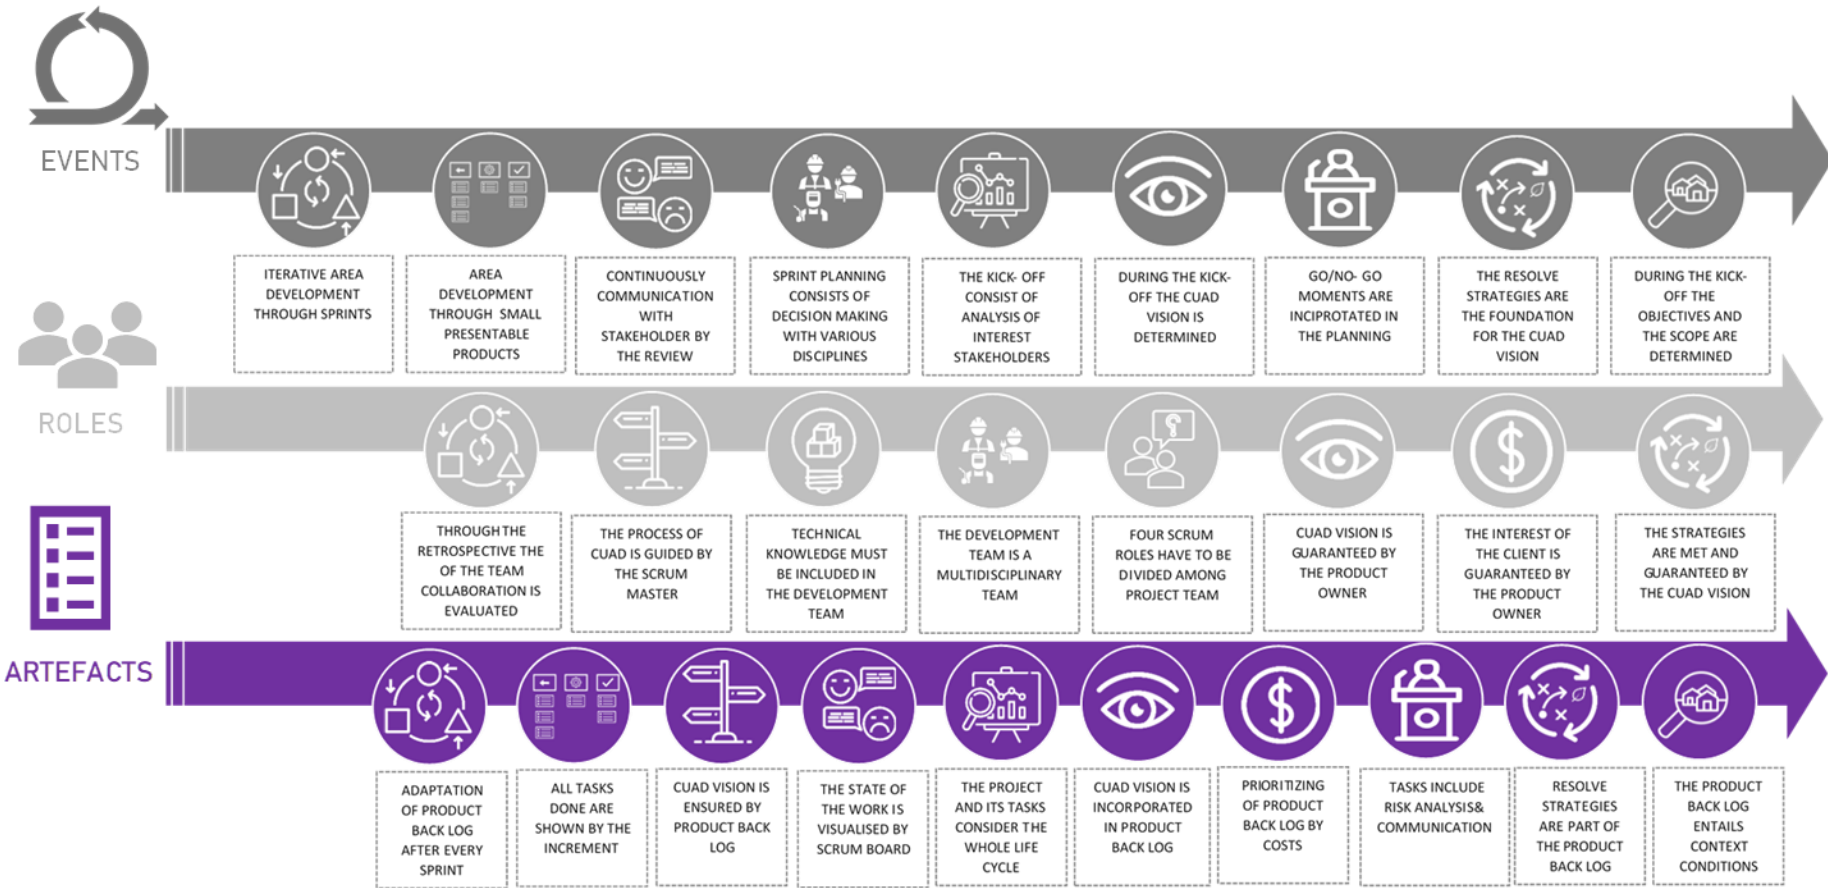 EVENTS
ITERATIVE AREA
DEVELOPMENT
THROUGH SPRINTS
AREA
DEVELOPMENT
THROUGH SMALL
PRESENTABLE
PRODUCTS
CONTINUOUSLY
COMMUNICATION
WITH
STAKEHOLDER BY
THE REVIEW
SPRINT PLANNING
CONSISTS OF
DECISION MAKING
WITH VARIOUS
DISCIPLINES
THE KICK- OFF
CONSIST OF
ANALYSIS OF
INTEREST
STAKEHOLDERS
DURING THE KICK-
OFF THE CUAD
VISION IS
DETERMINED
GO/NO- GO
MOMENTS ARE
INCIPROTATED IN
THE PLANNING
THE RESOLVE
STRATEGIES ARE
THE FOUNDATION
FOR THE CUAD
VISION
DURING THE KICK-
OFF THE
OBJECTIVES AND
THE SCOPE ARE
DETERMINED
ROLES
THROUGH THE
RETROSPECTIVE THE
OF THE TEAM
COLLABORATION IS
EVALUATED
THE PROCESS OF
CUAD IS GUIDED BY
THE SCRUM
MASTER
TECHNICAL
KNOWLEDGE MUST
BE INCLUDED IN
THE DEVELOPMENT
TEAM
THE DEVELOPMENT
TEAM IS A
MULTIDISCIPLINARY
TEAM
FOUR SCRUM
ROLES HAVE TO BE
DIVIDED AMONG
PROJECT TEAM
CUAD VISION IS
GUARANTEED BY
THE PRODUCT
OWNER
THE INTEREST OF
THE CLIENT IS
GUARANTEED BY
THE PRODUCT
OWNER
THE STRATEGIES
ARE MET AND
GUARANTEED BY
THE CUAD VISION
ARTEFACTS
ADAPTATION
OF PRODUCT
BACK LOG
AFTER EVERY
SPRINT
ALL TASKS
DONE ARE
SHOWN BY THE
INCREMENT
CUAD VISION IS
ENSURED BY
PRODUCT BACK
LOG
THE STATE OF
THE WORK IS
VISUALISED BY
SCRUM BOARD
THE PROJECT
AND ITS TASKS
CONSIDER THE
WHOLE LIFE
CYCLE
CUAD VISION IS
INCORPORATED
IN PRODUCT
BACK LOG
PRIORITIZING
OF PRODUCT
BACK LOG BY
COSTS
TASKS INCLUDE
RISK ANALYSIS&
COMMUNICATION
RESOLVE
STRATEGIES
ARE PART OF
THE PRODUCT
BACK LOG
THE PRODUCT
BACK LOG
ENTAILS
CONTEXT
CONDITIONS